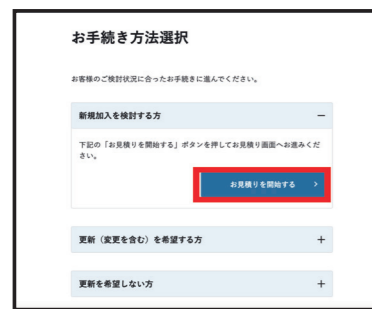 お手続き方法選択
お客様のご検討状況に合ったお手続きに進んでください。
新規加入を検討する方 −
下記の「お見積りを開始する」ボタンを押してお見積り画面へお進みくだ
さい。
お見積りを開始する >
更新（変更を含む）を希望する方 +
更新を希望しない方 +